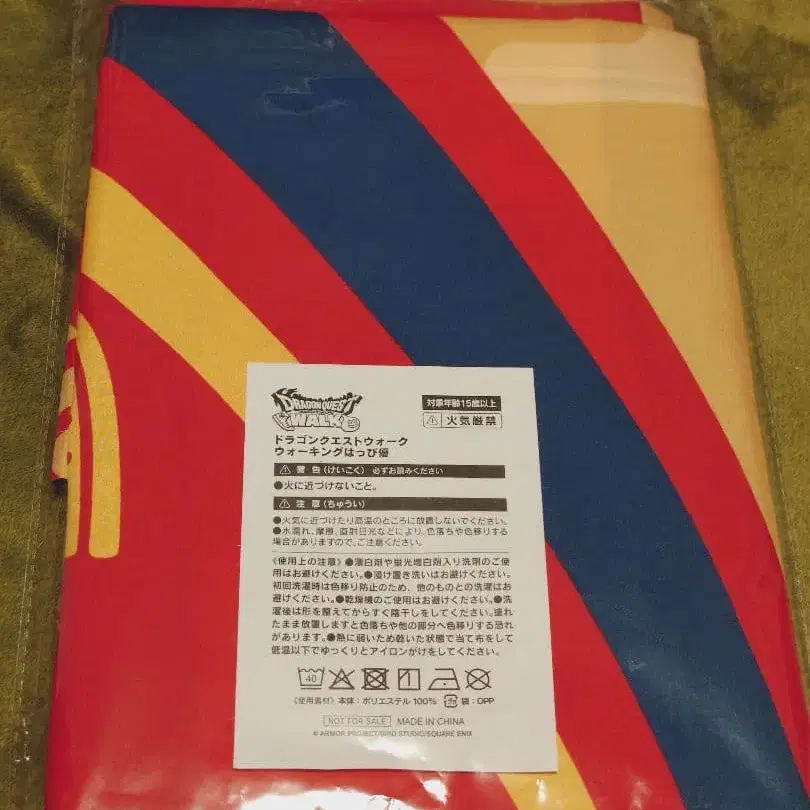 DRAGON QUEST
WALK
対象年齢15歳以上
火気厳禁
ドラゴンクエストウォーク
ウォーキングはっぴ優
警告(けいこく) 必ずお読みください
●火に近づけないこと。
注意(ちゅうい)
●火気に近づけたり高温のところに放置しないでください。
●水濡れ、摩擦、直射日光などにより、色落ちや色移りする
場合がありますので、ご注意ください。
《使用上の注意》●漂白剤や蛍光増白剤入り洗剤のご使
用はお避けください。●浸け置き洗いはお避けください。
初回洗濯時は色移り防止のため、他のものとの洗濯はお
避けください。●乾燥機のご使用はお避けください。●洗
濯後は形を整えてからすぐ陰干しをしてください。濡れ
たまま放置しますと色落ちや他の部分へ色移りする恐れ
があります。●熱に弱いため乾いた状態で当て布をして
低温以下でゆっくりとアイロンがけをしてください。
40
《使用素材》本体:ポリエステル100% プラ 袋:OPP
NOT FOR SALE MADE IN CHINA
© ARMOR PROJECT/BIRD STUDIO/SQUARE ENIX